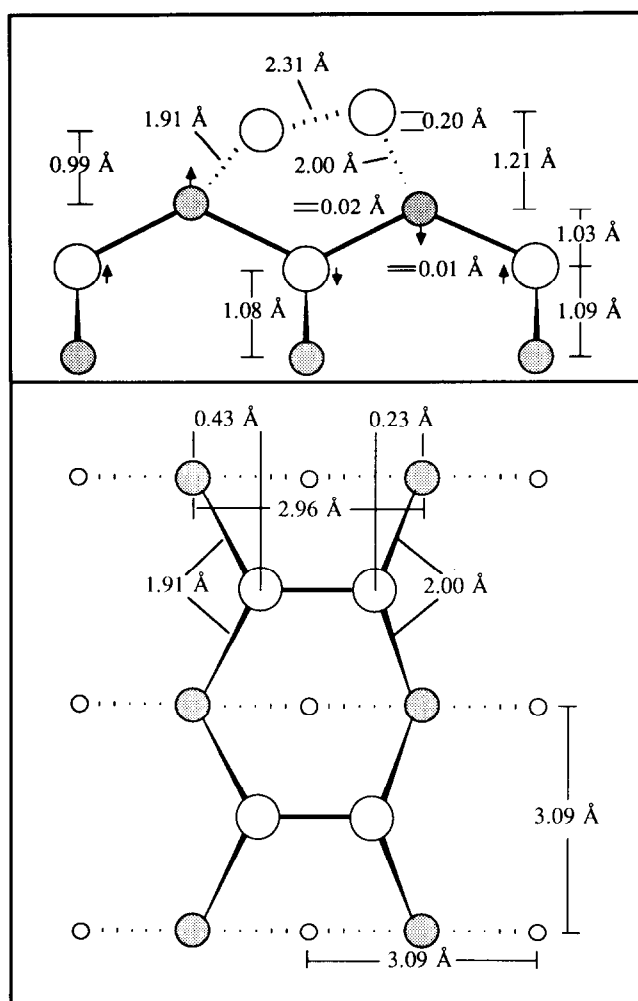 2.31 Å
1.91 Å
0.20 Å
0.99 Å
2.00 Å
1.21 Å
0.02 Å
1.03 Å
0.01 Å
1.08 Å
1.09 Å
0.43 Å
0.23 Å
2.96 Å
1.91 Å
2.00 Å
3.09 Å
3.09 Å